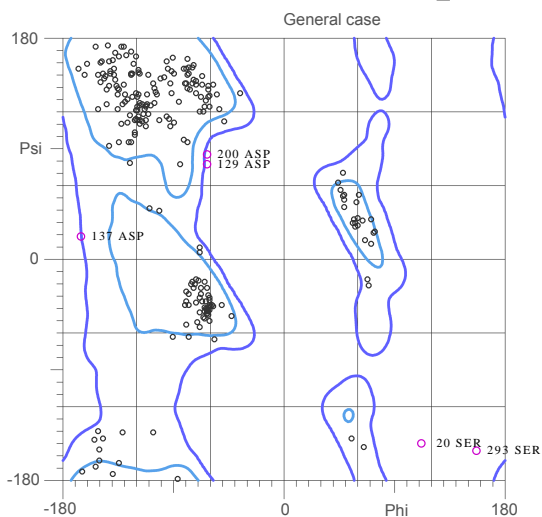 General case
180
Psi
200 ASP
129 ASP
137 ASP
0
20 SER
293 SER
-180
-180
0
Phi
180